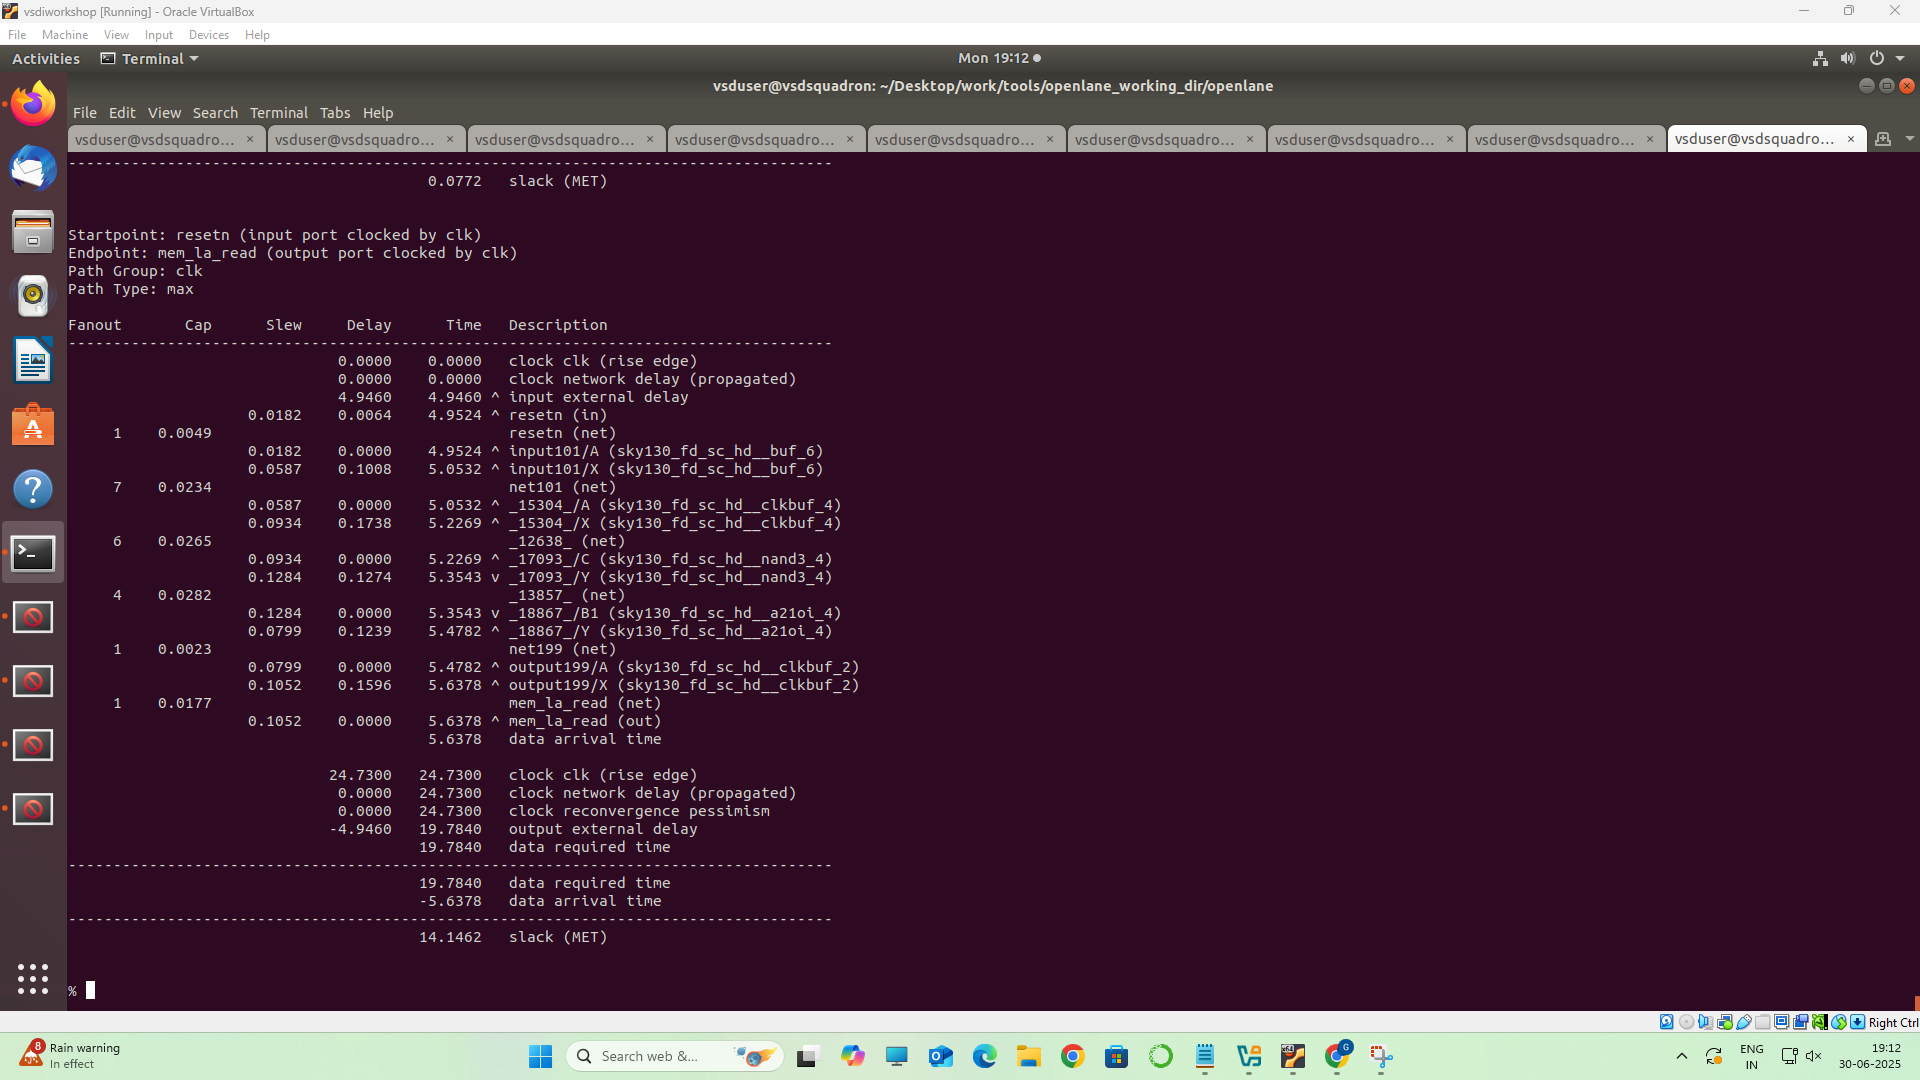 vsdiworkshop [Running] - Oracle VirtualBox
File Machine View Input Devices Help
Activities Terminal Mon 19:12
vsduser@vsdsquadron: ~/Desktop/work/tools/openlane_working_dir/openlane
File Edit View Search Terminal Tabs Help
vsduser@vsdsquadro... × vsduser@vsdsquadro... × vsduser@vsdsquadro... × vsduser@vsdsquadro... × vsduser@vsdsquadro... × vsduser@vsdsquadro... × vsduser@vsdsquadro... × vsduser@vsdsquadro... × vsduser@vsdsquadro... ×
-------------------------------------------------------------------------------------
0.0772 slack (MET)
Startpoint: resetn (input port clocked by clk)
Endpoint: mem_la_read (output port clocked by clk)
Path Group: clk
Path Type: max
Fanout Cap Slew Delay Time Description
-------------------------------------------------------------------------------------
0.0000 0.0000 clock clk (rise edge)
0.0000 0.0000 clock network delay (propagated)
4.9460 4.9460 ^ input external delay
0.0182 0.0064 4.9524 ^ resetn (in)
1 0.0049 resetn (net)
0.0182 0.0000 4.9524 ^ input101/A (sky130_fd_sc_hd__buf_6)
0.0587 0.1008 5.0532 ^ input101/X (sky130_fd_sc_hd__buf_6)
7 0.0234 net101 (net)
0.0587 0.0000 5.0532 ^ _15304_/A (sky130_fd_sc_hd__clkbuf_4)
0.0934 0.1738 5.2269 ^ _15304_/X (sky130_fd_sc_hd__clkbuf_4)
6 0.0265 _12638_ (net)
0.0934 0.0000 5.2269 ^ _17093_/C (sky130_fd_sc_hd__nand3_4)
0.1284 0.1274 5.3543 v _17093_/Y (sky130_fd_sc_hd__nand3_4)
4 0.0282 _13857_ (net)
0.1284 0.0000 5.3543 v _18867_/B1 (sky130_fd_sc_hd__a21oi_4)
0.0799 0.1239 5.4782 ^ _18867_/Y (sky130_fd_sc_hd__a21oi_4)
1 0.0023 net199 (net)
0.0799 0.0000 5.4782 ^ output199/A (sky130_fd_sc_hd__clkbuf_2)
0.1052 0.1596 5.6378 ^ output199/X (sky130_fd_sc_hd__clkbuf_2)
1 0.0177 mem_la_read (net)
0.1052 0.0000 5.6378 ^ mem_la_read (out)
5.6378 data arrival time
24.7300 24.7300 clock clk (rise edge)
0.0000 24.7300 clock network delay (propagated)
0.0000 24.7300 clock reconvergence pessimism
-4.9460 19.7840 output external delay
19.7840 data required time
-------------------------------------------------------------------------------------
19.7840 data required time
-5.6378 data arrival time
-------------------------------------------------------------------------------------
14.1462 slack (MET)
%
Right Ctrl
8 Rain warning
In effect
Search web &...
G
ENG
IN
19:12
30-06-2025